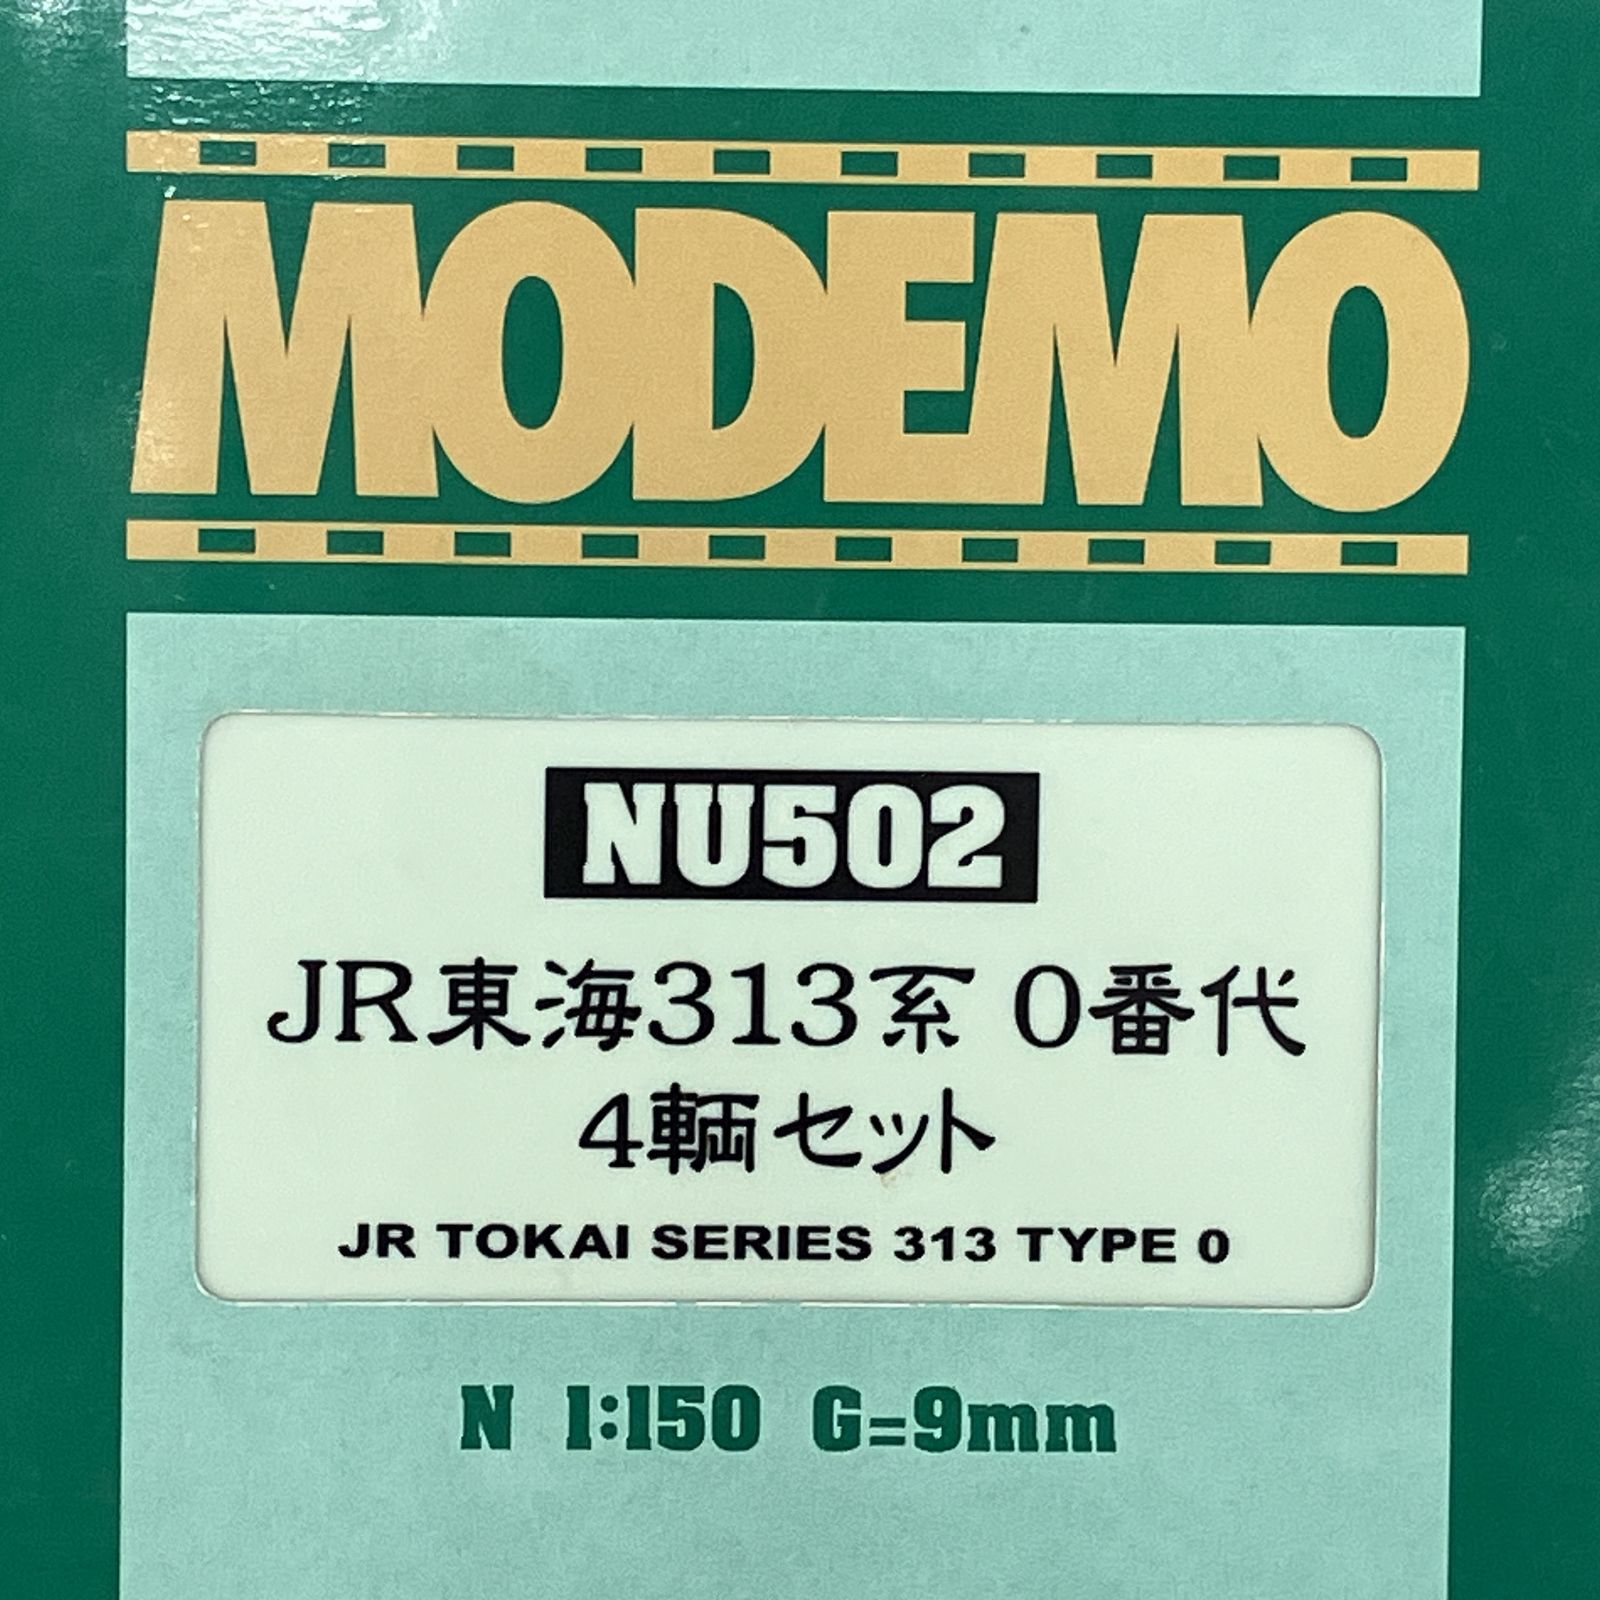 MODEMO
NU502
JR東海313系 0番代
4輌セット
JR TOKAI SERIES 313 TYPE 0
N 1:150 G=9mm